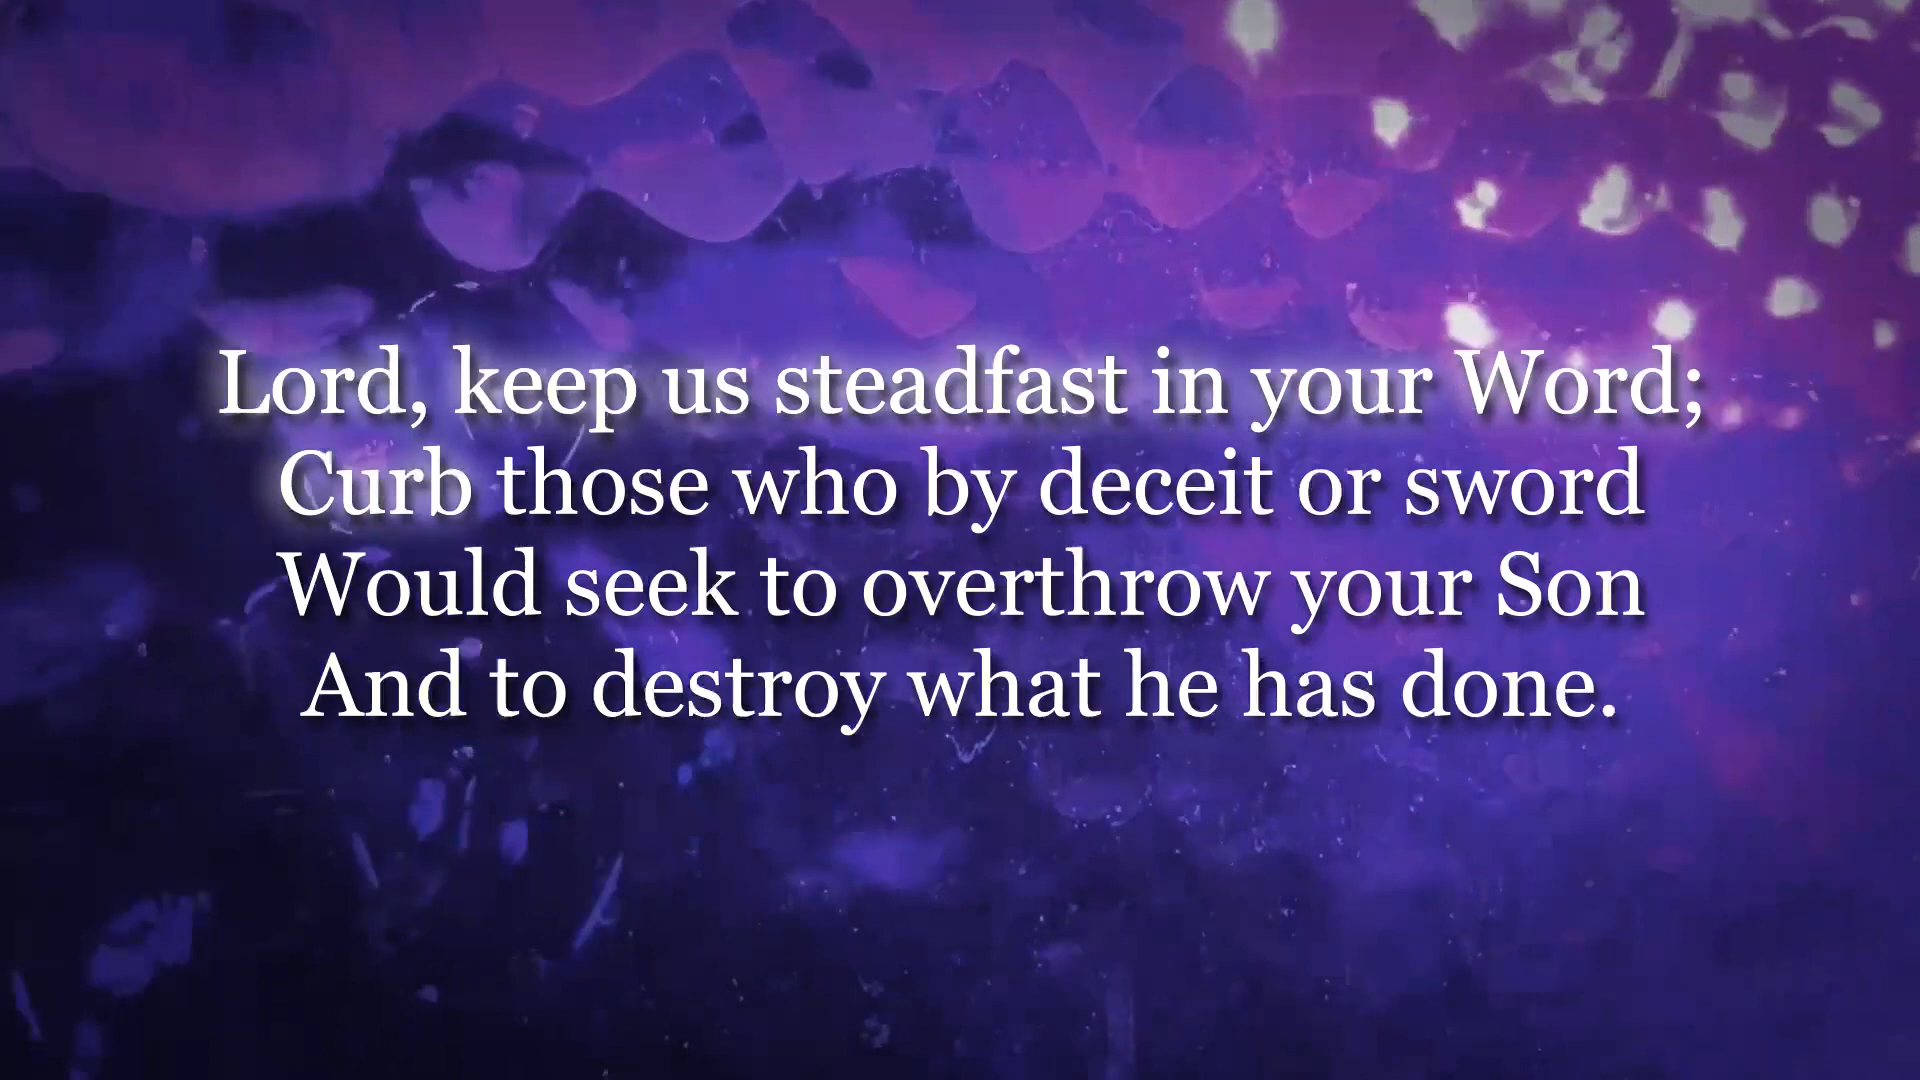 Lord, keep us steadfast in your Word;
Curb those who by deceit or sword
Would seek to overthrow your Son
And to destroy what he has done.